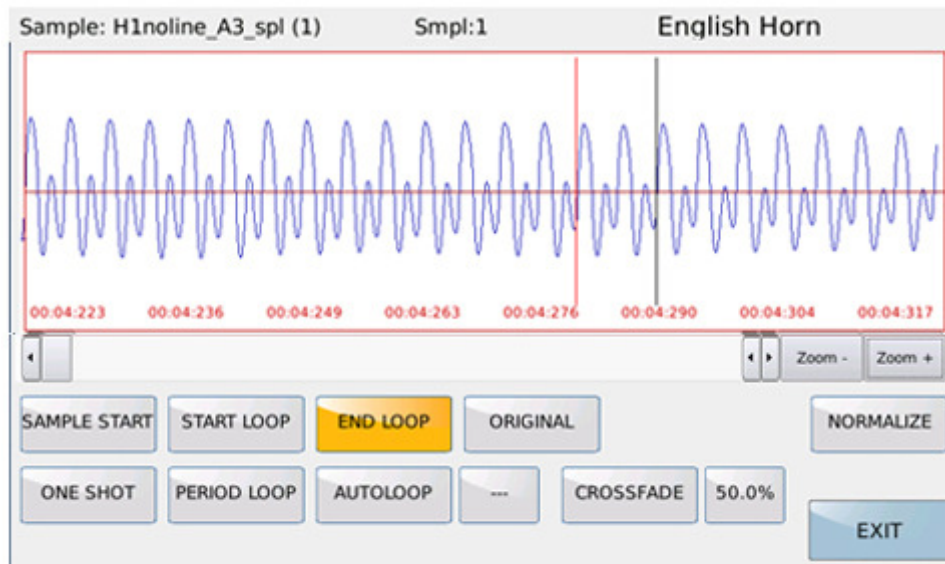 Sample: H1noline_A3_spl (1) Smpl:1 English Horn
00:04:223 00:04:236 00:04:249 00:04:263 00:04:276 00:04:290 00:04:304 00:04:317
Zoom - Zoom +
SAMPLE START START LOOP END LOOP ORIGINAL NORMALIZE
ONE SHOT PERIOD LOOP AUTOLOOP --- CROSSFADE 50.0%
EXIT